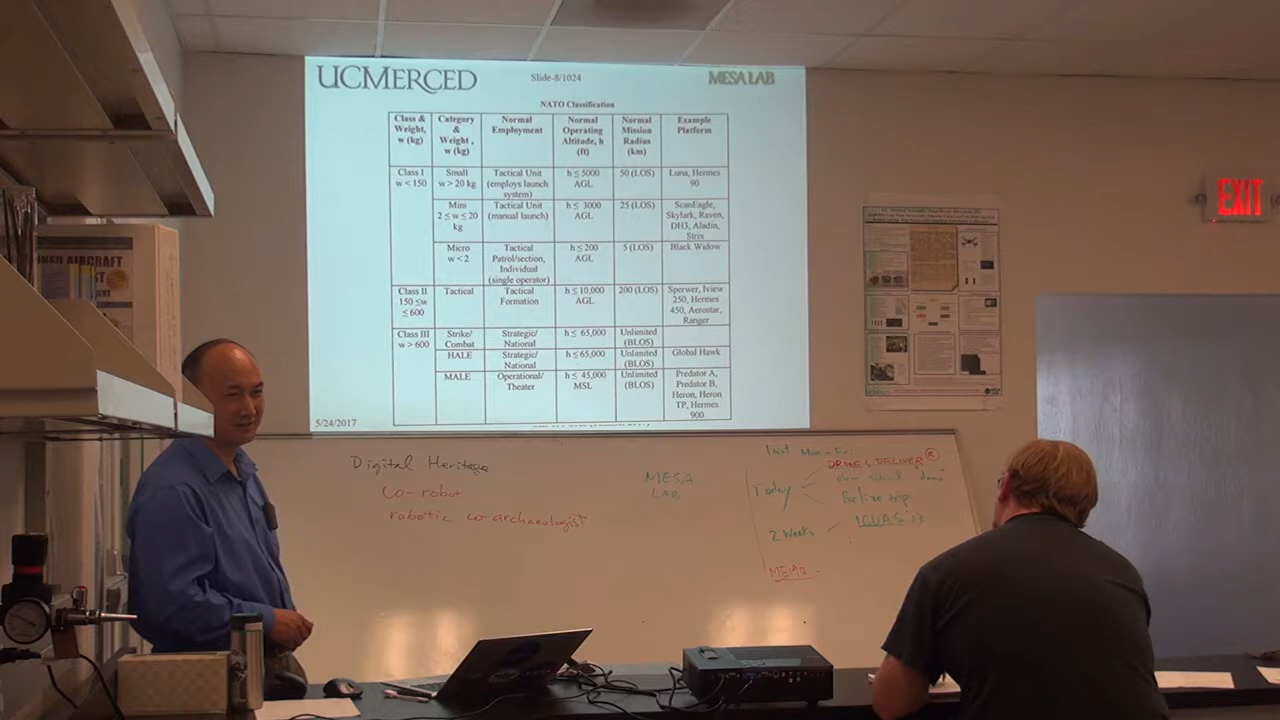 UCMERCED
Slide-8/1024
MESA LAB
NATO Classification
Class & Weight, w (kg) Category & Weight, w (kg) Normal Employment Normal Operating Altitude, h (ft) Normal Mission Radius (km) Example Platform
Class I w < 150 Small w > 20 kg Tactical Unit (employs launch system) h ≤ 5000 AGL 50 (LOS) Luna, Hermes 90
Mini 2 ≤ w ≤ 20 kg Tactical Unit (manual launch) h ≤ 3000 AGL 25 (LOS) ScanEagle, Skylark, Raven, DH3, Aladin, Strix
Micro w < 2 Tactical Patrol/section, Individual (single operator) h ≤ 200 AGL 5 (LOS) Black Widow
Class II 150 ≤ w ≤ 600 Tactical Tactical Formation h ≤ 10,000 AGL 200 (LOS) Sperwer, Iview 250, Hermes 450, Aerostar, Ranger
Class III w > 600 Strike/ Combat Strategic/ National h ≤ 65,000 Unlimited (BLOS)
HALE Strategic/ National h ≤ 65,000 Unlimited (BLOS) Global Hawk
MALE Operational/ Theater h ≤ 45,000 MSL Unlimited (BLOS) Predator A, Predator B, Heron, Heron TP, Hermes 900
5/24/2017
EXIT
AIRCRAFT
Digital Heritage
Co-robot
robotic co-archaeologist
MESA
LAB
DRONES DELIVER ®
Today
Belize trip
2 Weeks
ICUAS '17